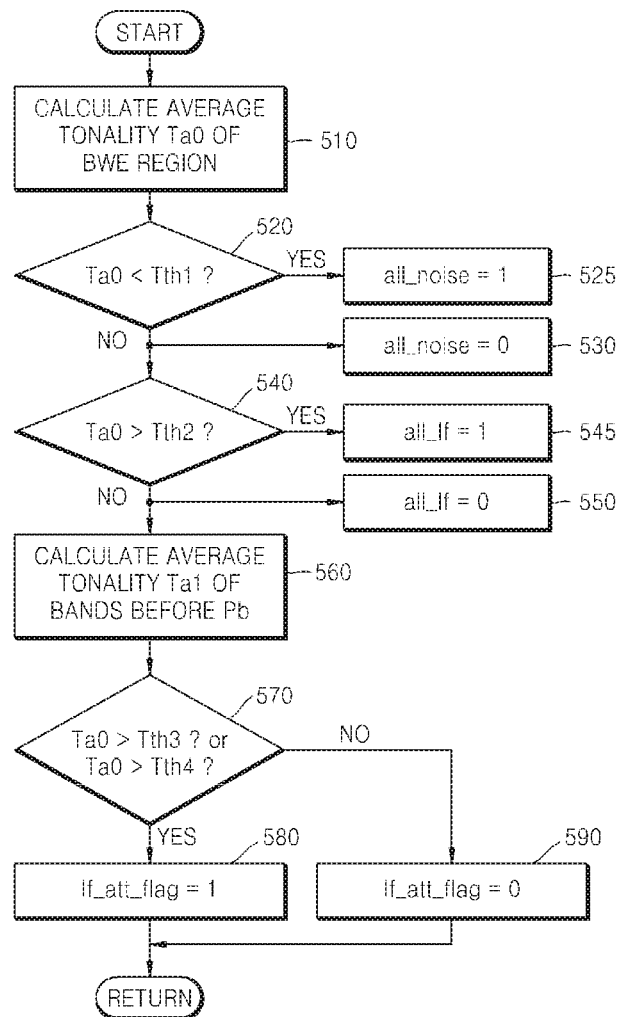 START
CALCULATE AVERAGE
TONALITY Ta0 OF
BWE REGION
510
520
Ta0 < Tth1 ?
YES
all_noise = 1
525
NO
all_noise = 0
530
540
Ta0 > Tth2 ?
YES
all_lf = 1
545
NO
all_lf = 0
550
CALCULATE AVERAGE
TONALITY Ta1 OF
BANDS BEFORE Pb
560
570
Ta0 > Tth3 ? or
Ta0 > Tth4 ?
NO
YES
580
lf_att_flag = 1
590
lf_att_flag = 0
RETURN